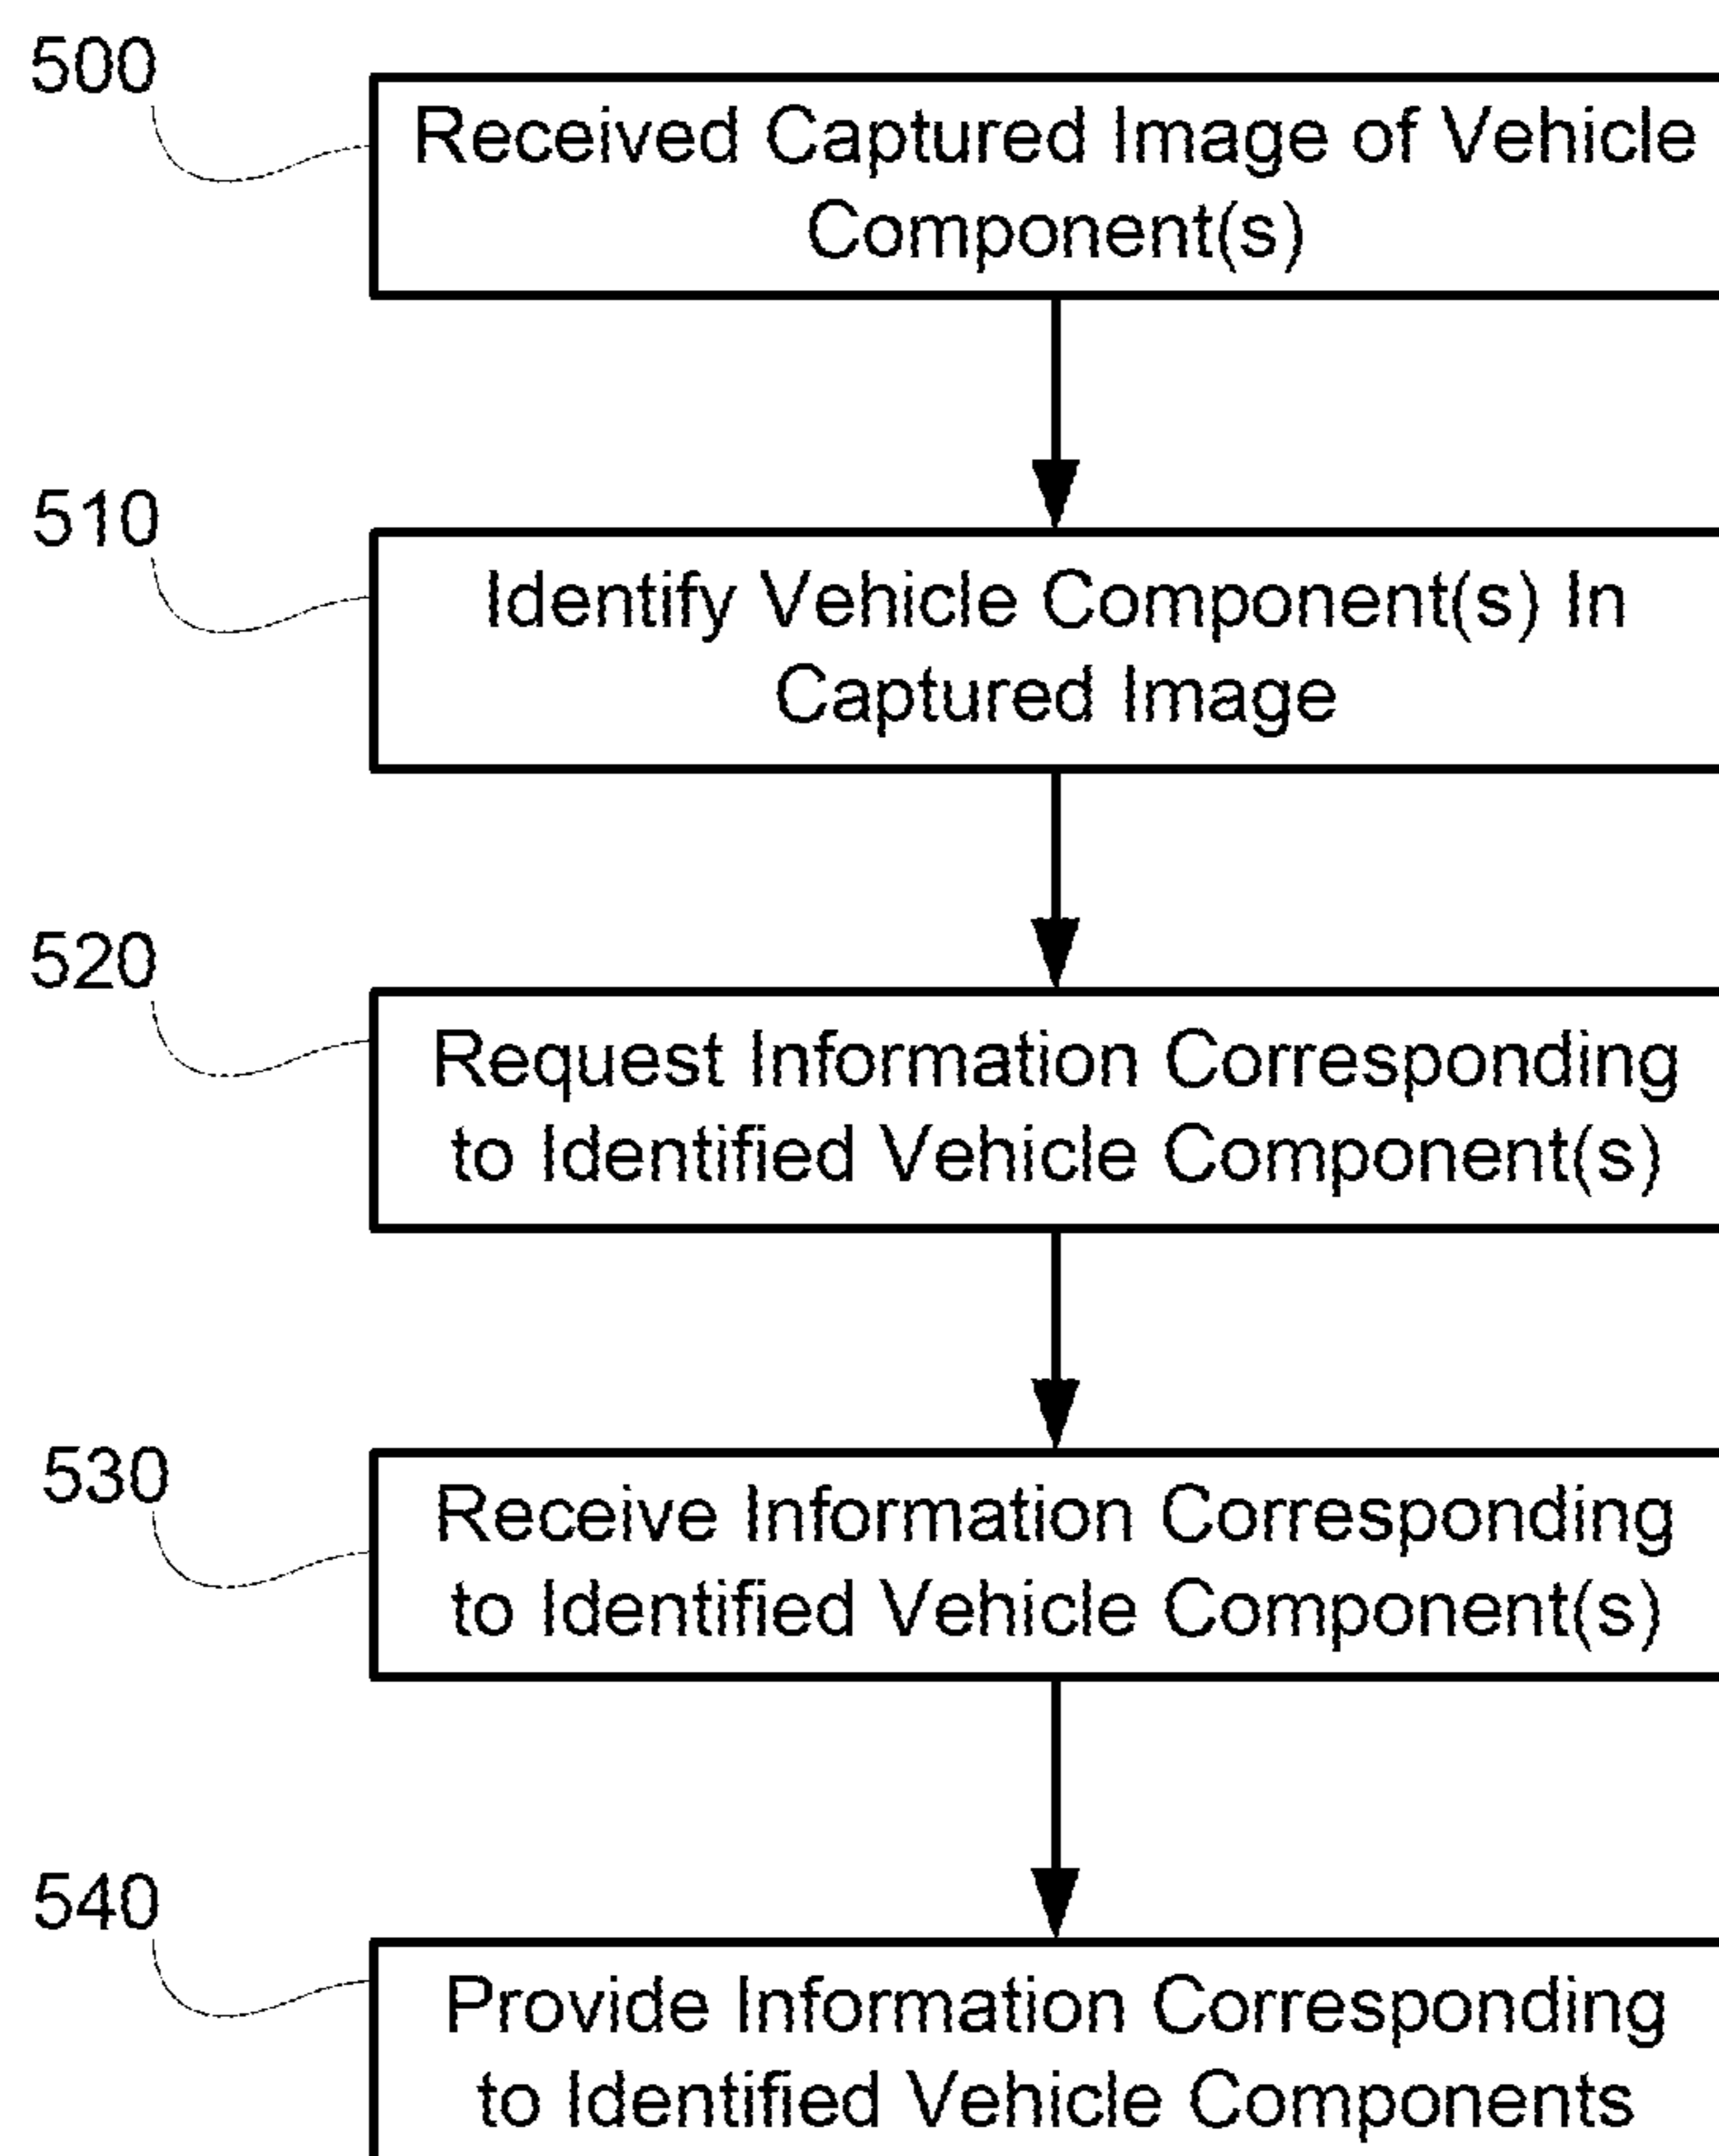 500
Received Captured Image of Vehicle
Component(s)
510
Identify Vehicle Component(s) In
Captured Image
520
Request Information Corresponding
to Identified Vehicle Component(s)
530
Receive Information Corresponding
to Identified Vehicle Component(s)
540
Provide Information Corresponding
to Identified Vehicle Components